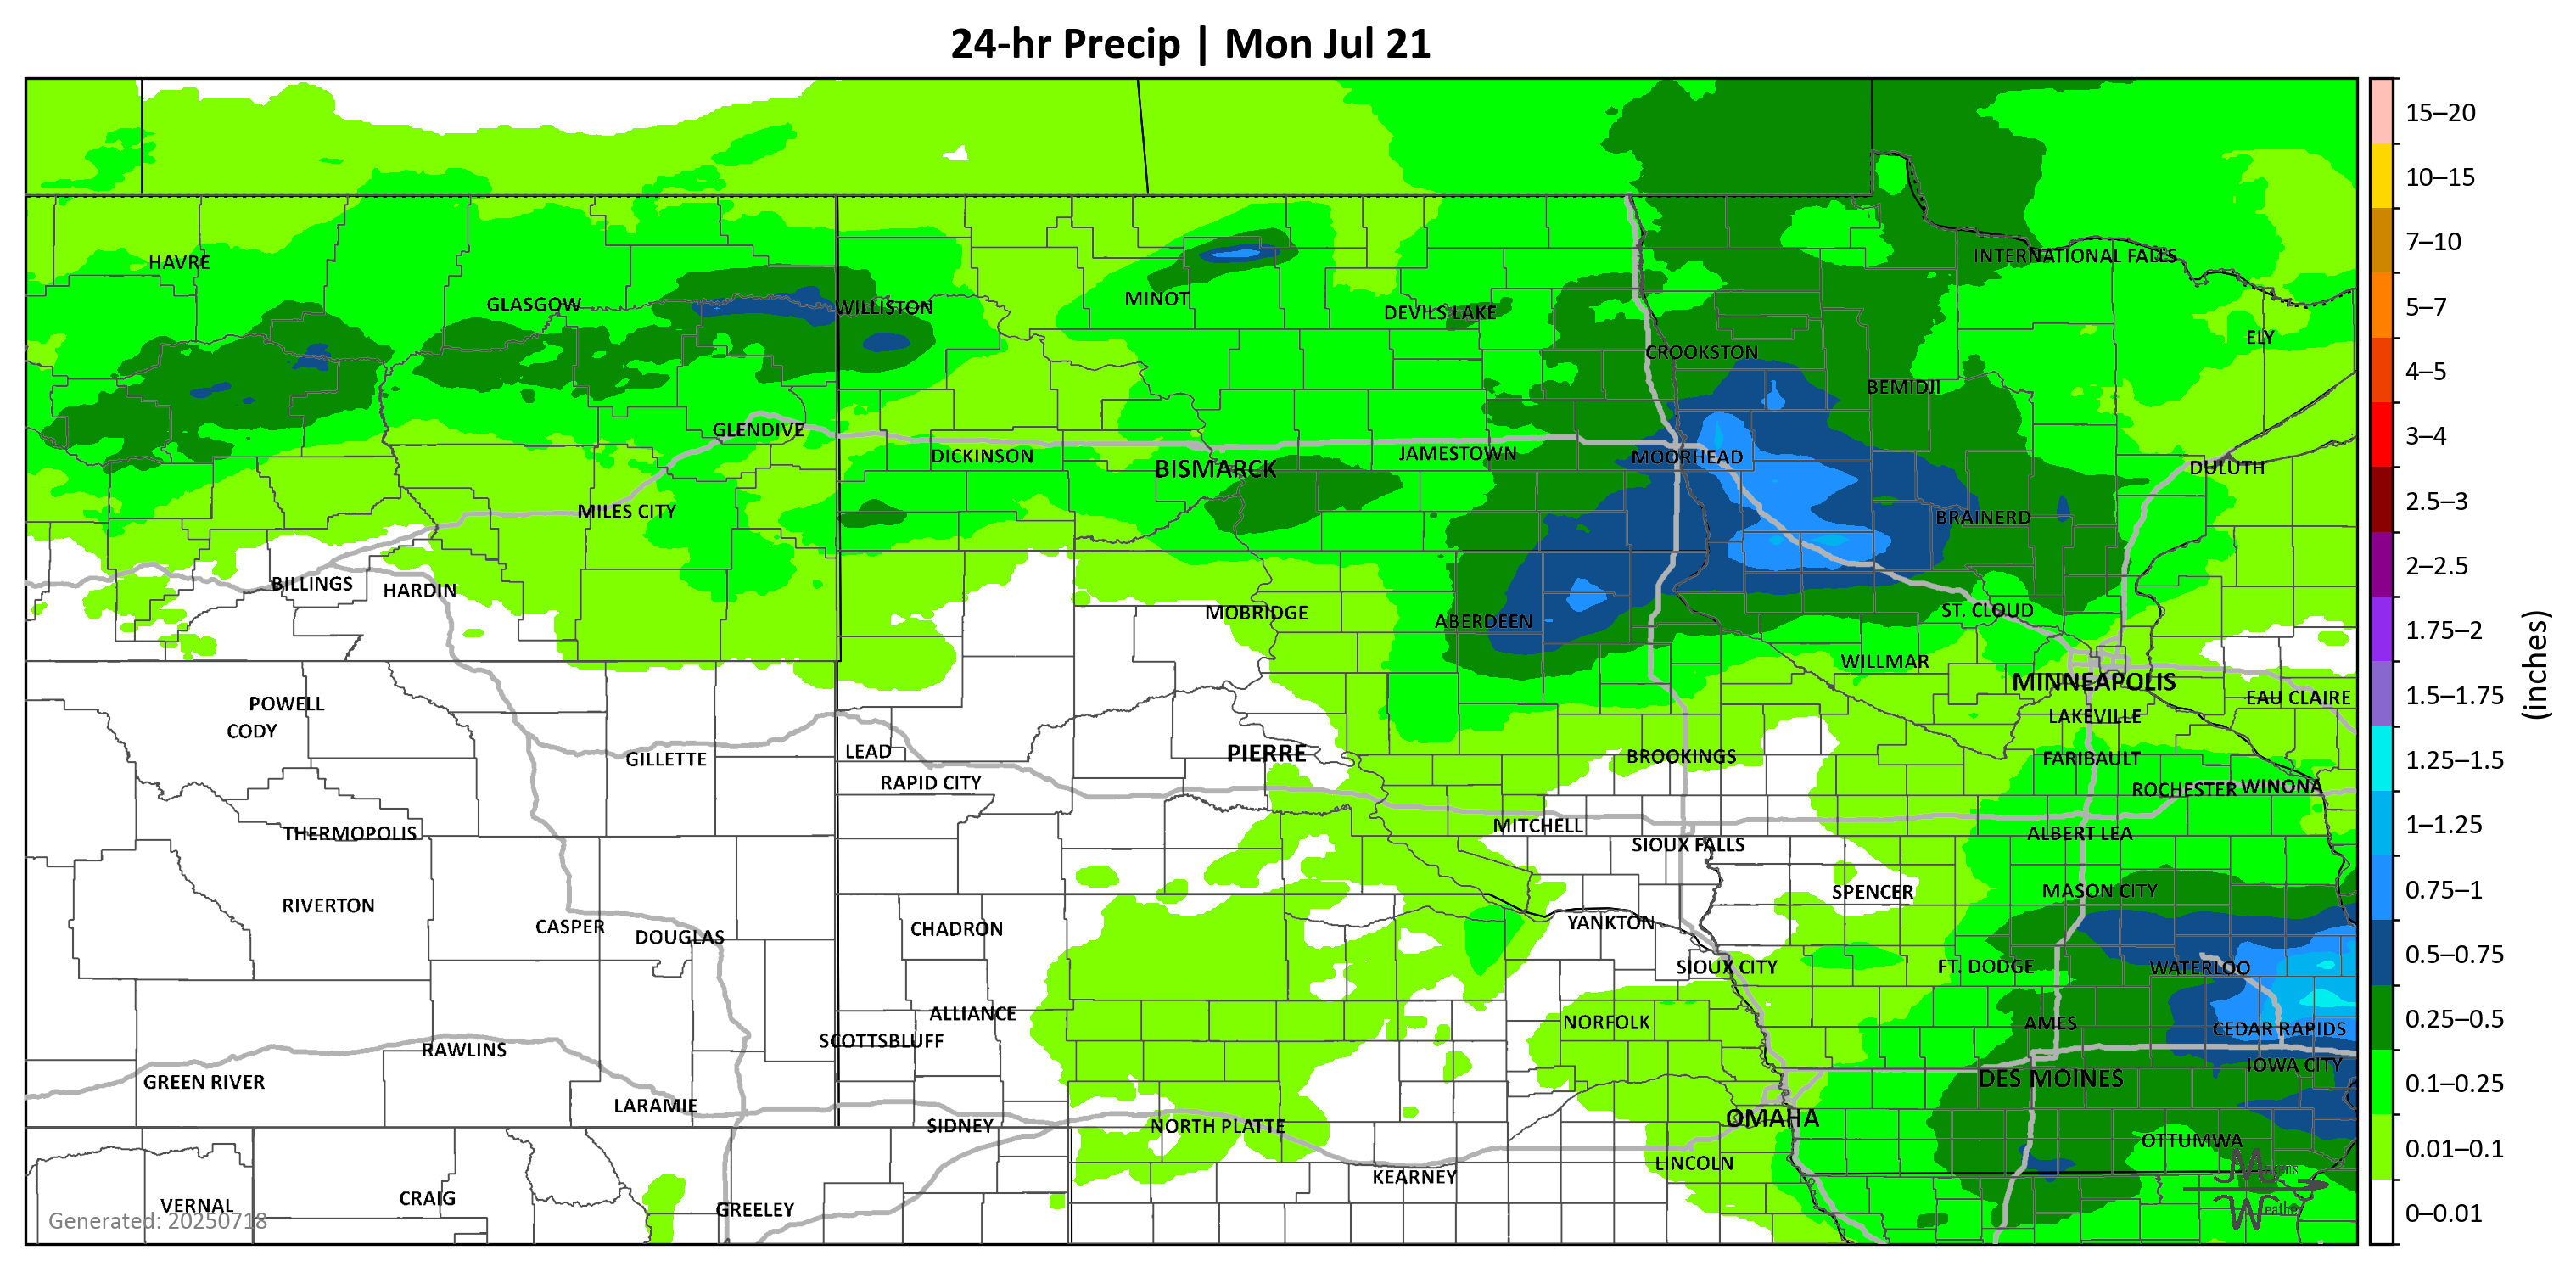 24-hr Precip | Mon Jul 21
15–20
10–15
7–10
5–7
4–5
3–4
2.5–3
2–2.5
1.75–2
1.5–1.75
1.25–1.5
1–1.25
0.75–1
0.5–0.75
0.25–0.5
0.1–0.25
0.01–0.1
0–0.01
(inches)
HAVRE
INTERNATIONAL FALLS
GLASGOW
WILLISTON
MINOT
DEVILS LAKE
ELY
CROOKSTON
BEMIDJI
GLENDIVE
DICKINSON
BISMARCK
JAMESTOWN
MOORHEAD
DULUTH
MILES CITY
BRAINERD
BILLINGS
HARDIN
MOBRIDGE
ABERDEEN
ST. CLOUD
WILLMAR
MINNEAPOLIS
EAU CLAIRE
POWELL
CODY
LAKEVILLE
GILLETTE
LEAD
PIERRE
BROOKINGS
FARIBAULT
RAPID CITY
ROCHESTER
WINONA
THERMOPOLIS
MITCHELL
ALBERT LEA
SIOUX FALLS
SPENCER
MASON CITY
RIVERTON
CASPER
DOUGLAS
CHADRON
YANKTON
SIOUX CITY
FT. DODGE
WATERLOO
ALLIANCE
NORFOLK
AMES
CEDAR RAPIDS
SCOTTSBLUFF
RAWLINS
IOWA CITY
GREEN RIVER
DES MOINES
LARAMIE
OMAHA
SIDNEY
NORTH PLATTE
OTTUMWA
LINCOLN
KEARNEY
VERNAL
CRAIG
GREELEY
Generated: 20250718
Weather